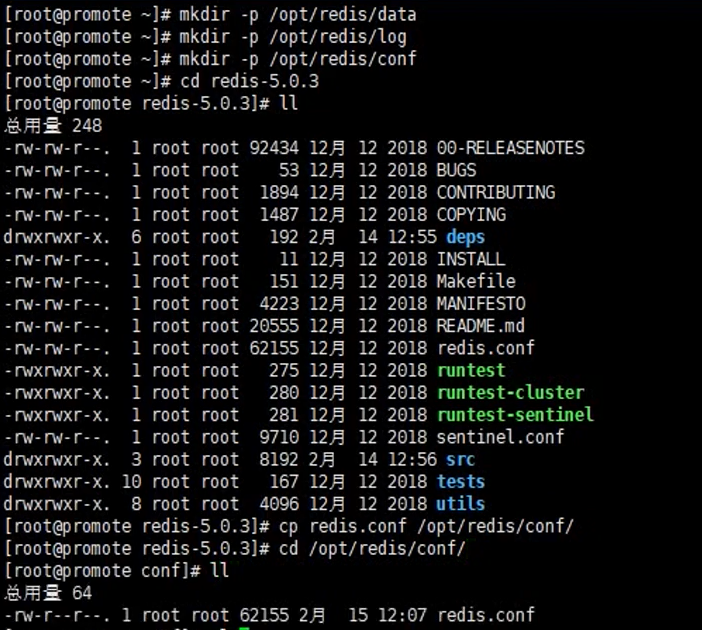 [root@promote ~]# mkdir -p /opt/redis/data
[root@promote ~]# mkdir -p /opt/redis/log
[root@promote ~]# mkdir -p /opt/redis/conf
[root@promote ~]# cd redis-5.0.3
[root@promote redis-5.0.3]# ll
总用量 248
-rw-rw-r--. 1 root root 92434 12月 12 2018 00-RELEASENOTES
-rw-rw-r--. 1 root root 53 12月 12 2018 BUGS
-rw-rw-r--. 1 root root 1894 12月 12 2018 CONTRIBUTING
-rw-rw-r--. 1 root root 1487 12月 12 2018 COPYING
drwxrwxr-x. 6 root root 192 2月 14 12:55 deps
-rw-rw-r--. 1 root root 11 12月 12 2018 INSTALL
-rw-rw-r--. 1 root root 151 12月 12 2018 Makefile
-rw-rw-r--. 1 root root 4223 12月 12 2018 MANIFESTO
-rw-rw-r--. 1 root root 20555 12月 12 2018 README.md
-rw-rw-r--. 1 root root 62155 12月 12 2018 redis.conf
-rwxrwxr-x. 1 root root 275 12月 12 2018 runtest
-rwxrwxr-x. 1 root root 280 12月 12 2018 runtest-cluster
-rwxrwxr-x. 1 root root 281 12月 12 2018 runtest-sentinel
-rw-rw-r--. 1 root root 9710 12月 12 2018 sentinel.conf
drwxrwxr-x. 3 root root 8192 2月 14 12:56 src
drwxrwxr-x. 10 root root 167 12月 12 2018 tests
drwxrwxr-x. 8 root root 4096 12月 12 2018 utils
[root@promote redis-5.0.3]# cp redis.conf /opt/redis/conf/
[root@promote redis-5.0.3]# cd /opt/redis/conf/
[root@promote conf]# ll
总用量 64
-rw-r--r--. 1 root root 62155 2月 15 12:07 redis.conf